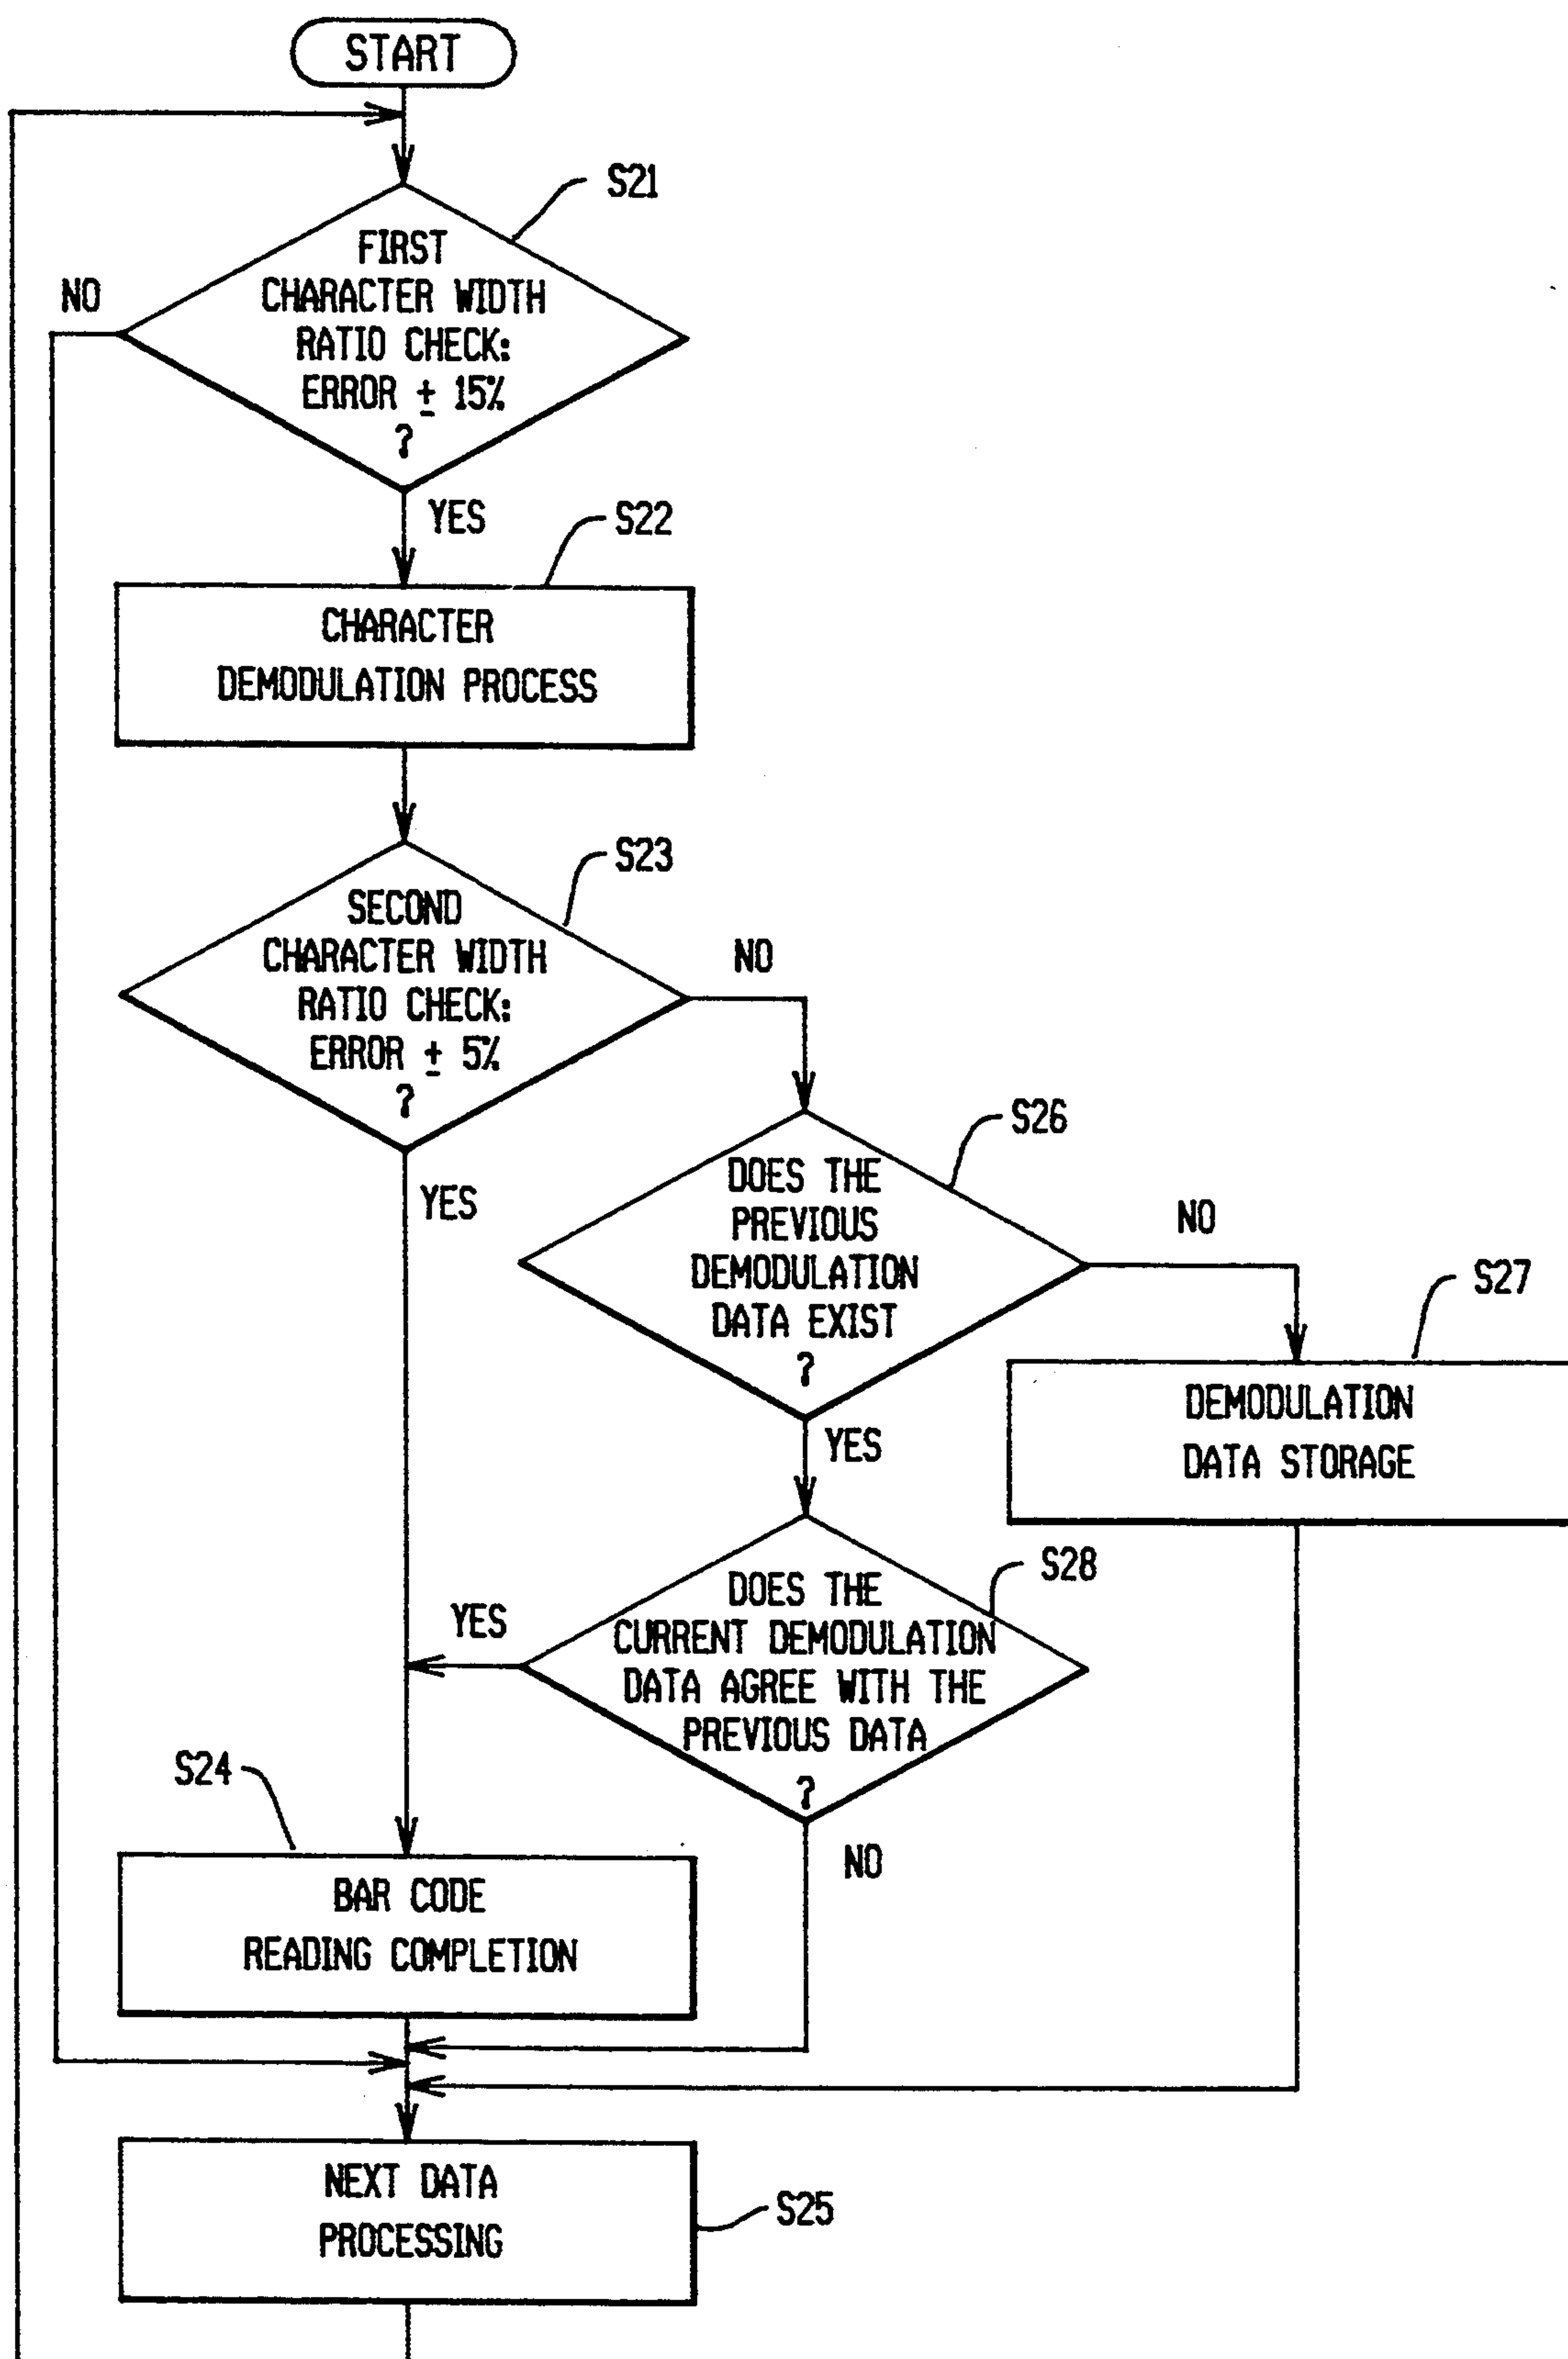 START
S21
FIRST
CHARACTER WIDTH
RATIO CHECK:
ERROR ± 15%
?
NO
YES
S22
CHARACTER
DEMODULATION PROCESS
S23
SECOND
CHARACTER WIDTH
RATIO CHECK:
ERROR ± 5%
?
NO
YES
S26
DOES THE
PREVIOUS
DEMODULATION
DATA EXIST
?
NO
YES
S27
DEMODULATION
DATA STORAGE
S28
DOES THE
CURRENT DEMODULATION
DATA AGREE WITH THE
PREVIOUS DATA
?
YES
NO
S24
BAR CODE
READING COMPLETION
NEXT DATA
PROCESSING
S25